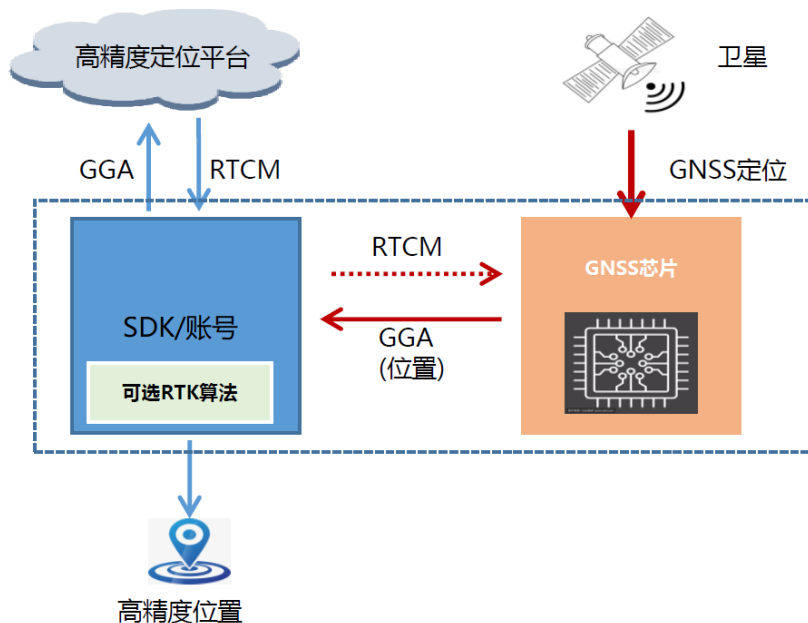 高精度定位平台
卫星
GGA
RTCM
GNSS定位
RTCM
GNSS芯片
SDK/账号
GGA
(位置)
可选RTK算法
高精度位置